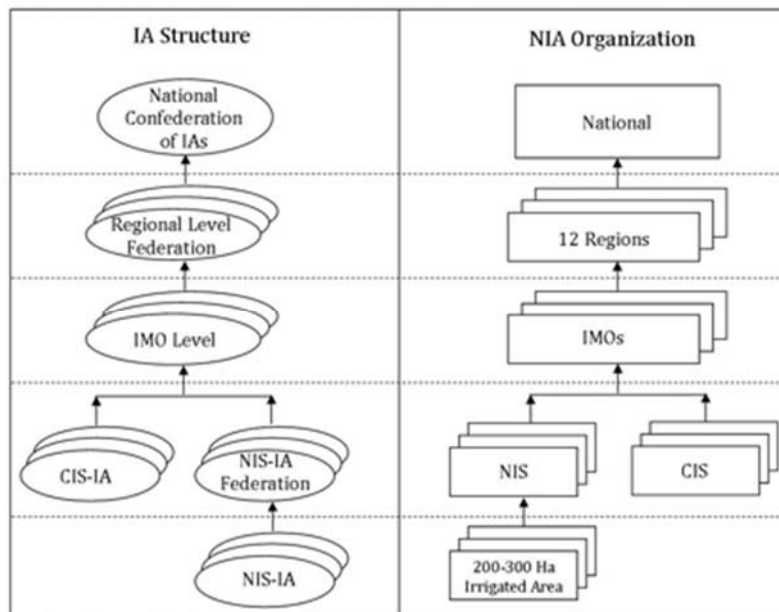 IA Structure
NIA Organization
National
Confederation
of IAs
National
Regional Level
Federation
12 Regions
IMO Level
IMOs
CIS-IA
NIS-IA
Federation
NIS
CIS
NIS-IA
200-300 Ha
Irrigated Area